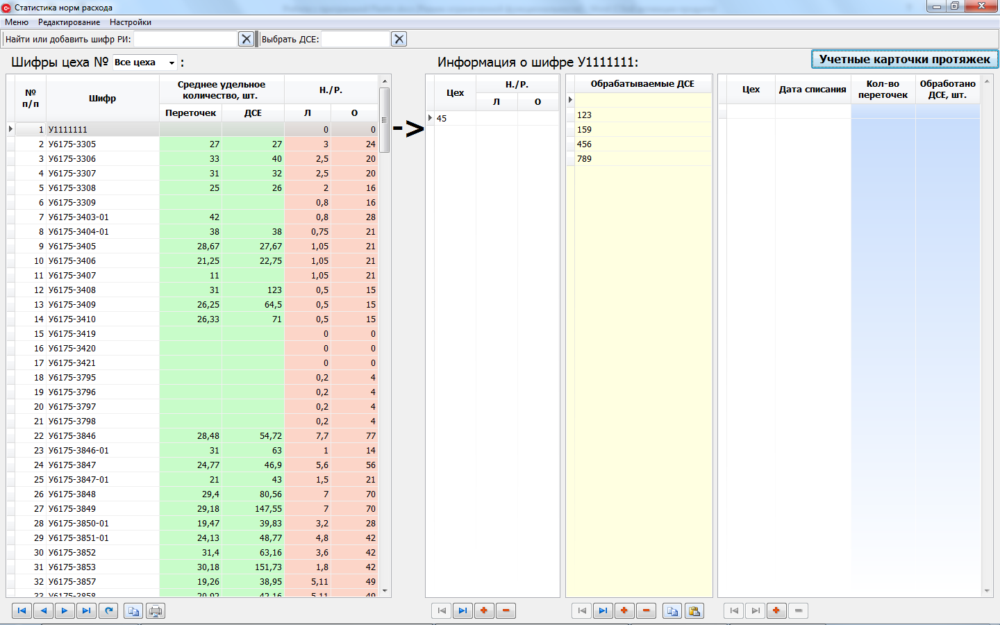 Статистика норм расхода
Меню Редактирование Настройки
Найти или добавить шифр РИ: Выбрать ДСЕ:
Шифры цеха № Все цеха :
Информация о шифре У1111111:
Учетные карточки протяжек
№ п/п Шифр Среднее удельное количество, шт. Н./Р.
Переточек ДСЕ Л О
1 У1111111 0 0
2 У6175-3305 27 27 3 24
3 У6175-3306 33 40 2,5 20
4 У6175-3307 31 32 2,5 20
5 У6175-3308 25 26 2 16
6 У6175-3309 0,8 16
7 У6175-3403-01 42 0,8 28
8 У6175-3404-01 38 38 0,75 21
9 У6175-3405 28,67 27,67 1,05 21
10 У6175-3406 21,25 22,75 1,05 21
11 У6175-3407 11 1,05 21
12 У6175-3408 31 123 0,5 15
13 У6175-3409 26,25 64,5 0,5 15
14 У6175-3410 26,33 71 0,5 15
15 У6175-3419 0 0
16 У6175-3420 0 0
17 У6175-3421 0 0
18 У6175-3795 0,2 4
19 У6175-3796 0,2 4
20 У6175-3797 0,2 4
21 У6175-3798 0,2 4
22 У6175-3846 28,48 54,72 7,7 77
23 У6175-3846-01 31 63 1 14
24 У6175-3847 24,77 46,9 5,6 56
25 У6175-3847-01 21 43 1,5 21
26 У6175-3848 29,4 80,56 7 70
27 У6175-3849 29,18 147,55 7 70
28 У6175-3850-01 19,47 39,83 3,2 28
29 У6175-3851-01 24,13 48,77 4,8 42
30 У6175-3852 31,4 63,16 3,6 42
31 У6175-3853 30,18 151,73 1,8 42
32 У6175-3857 19,26 38,95 5,11 49
33 У6175-3858 20,92 42,16 5,11 49
->
Цех Н./Р.
Л О
45
Обрабатываемые ДСЕ
123
159
456
789
Цех Дата списания Кол-во переточек Обработано ДСЕ, шт.